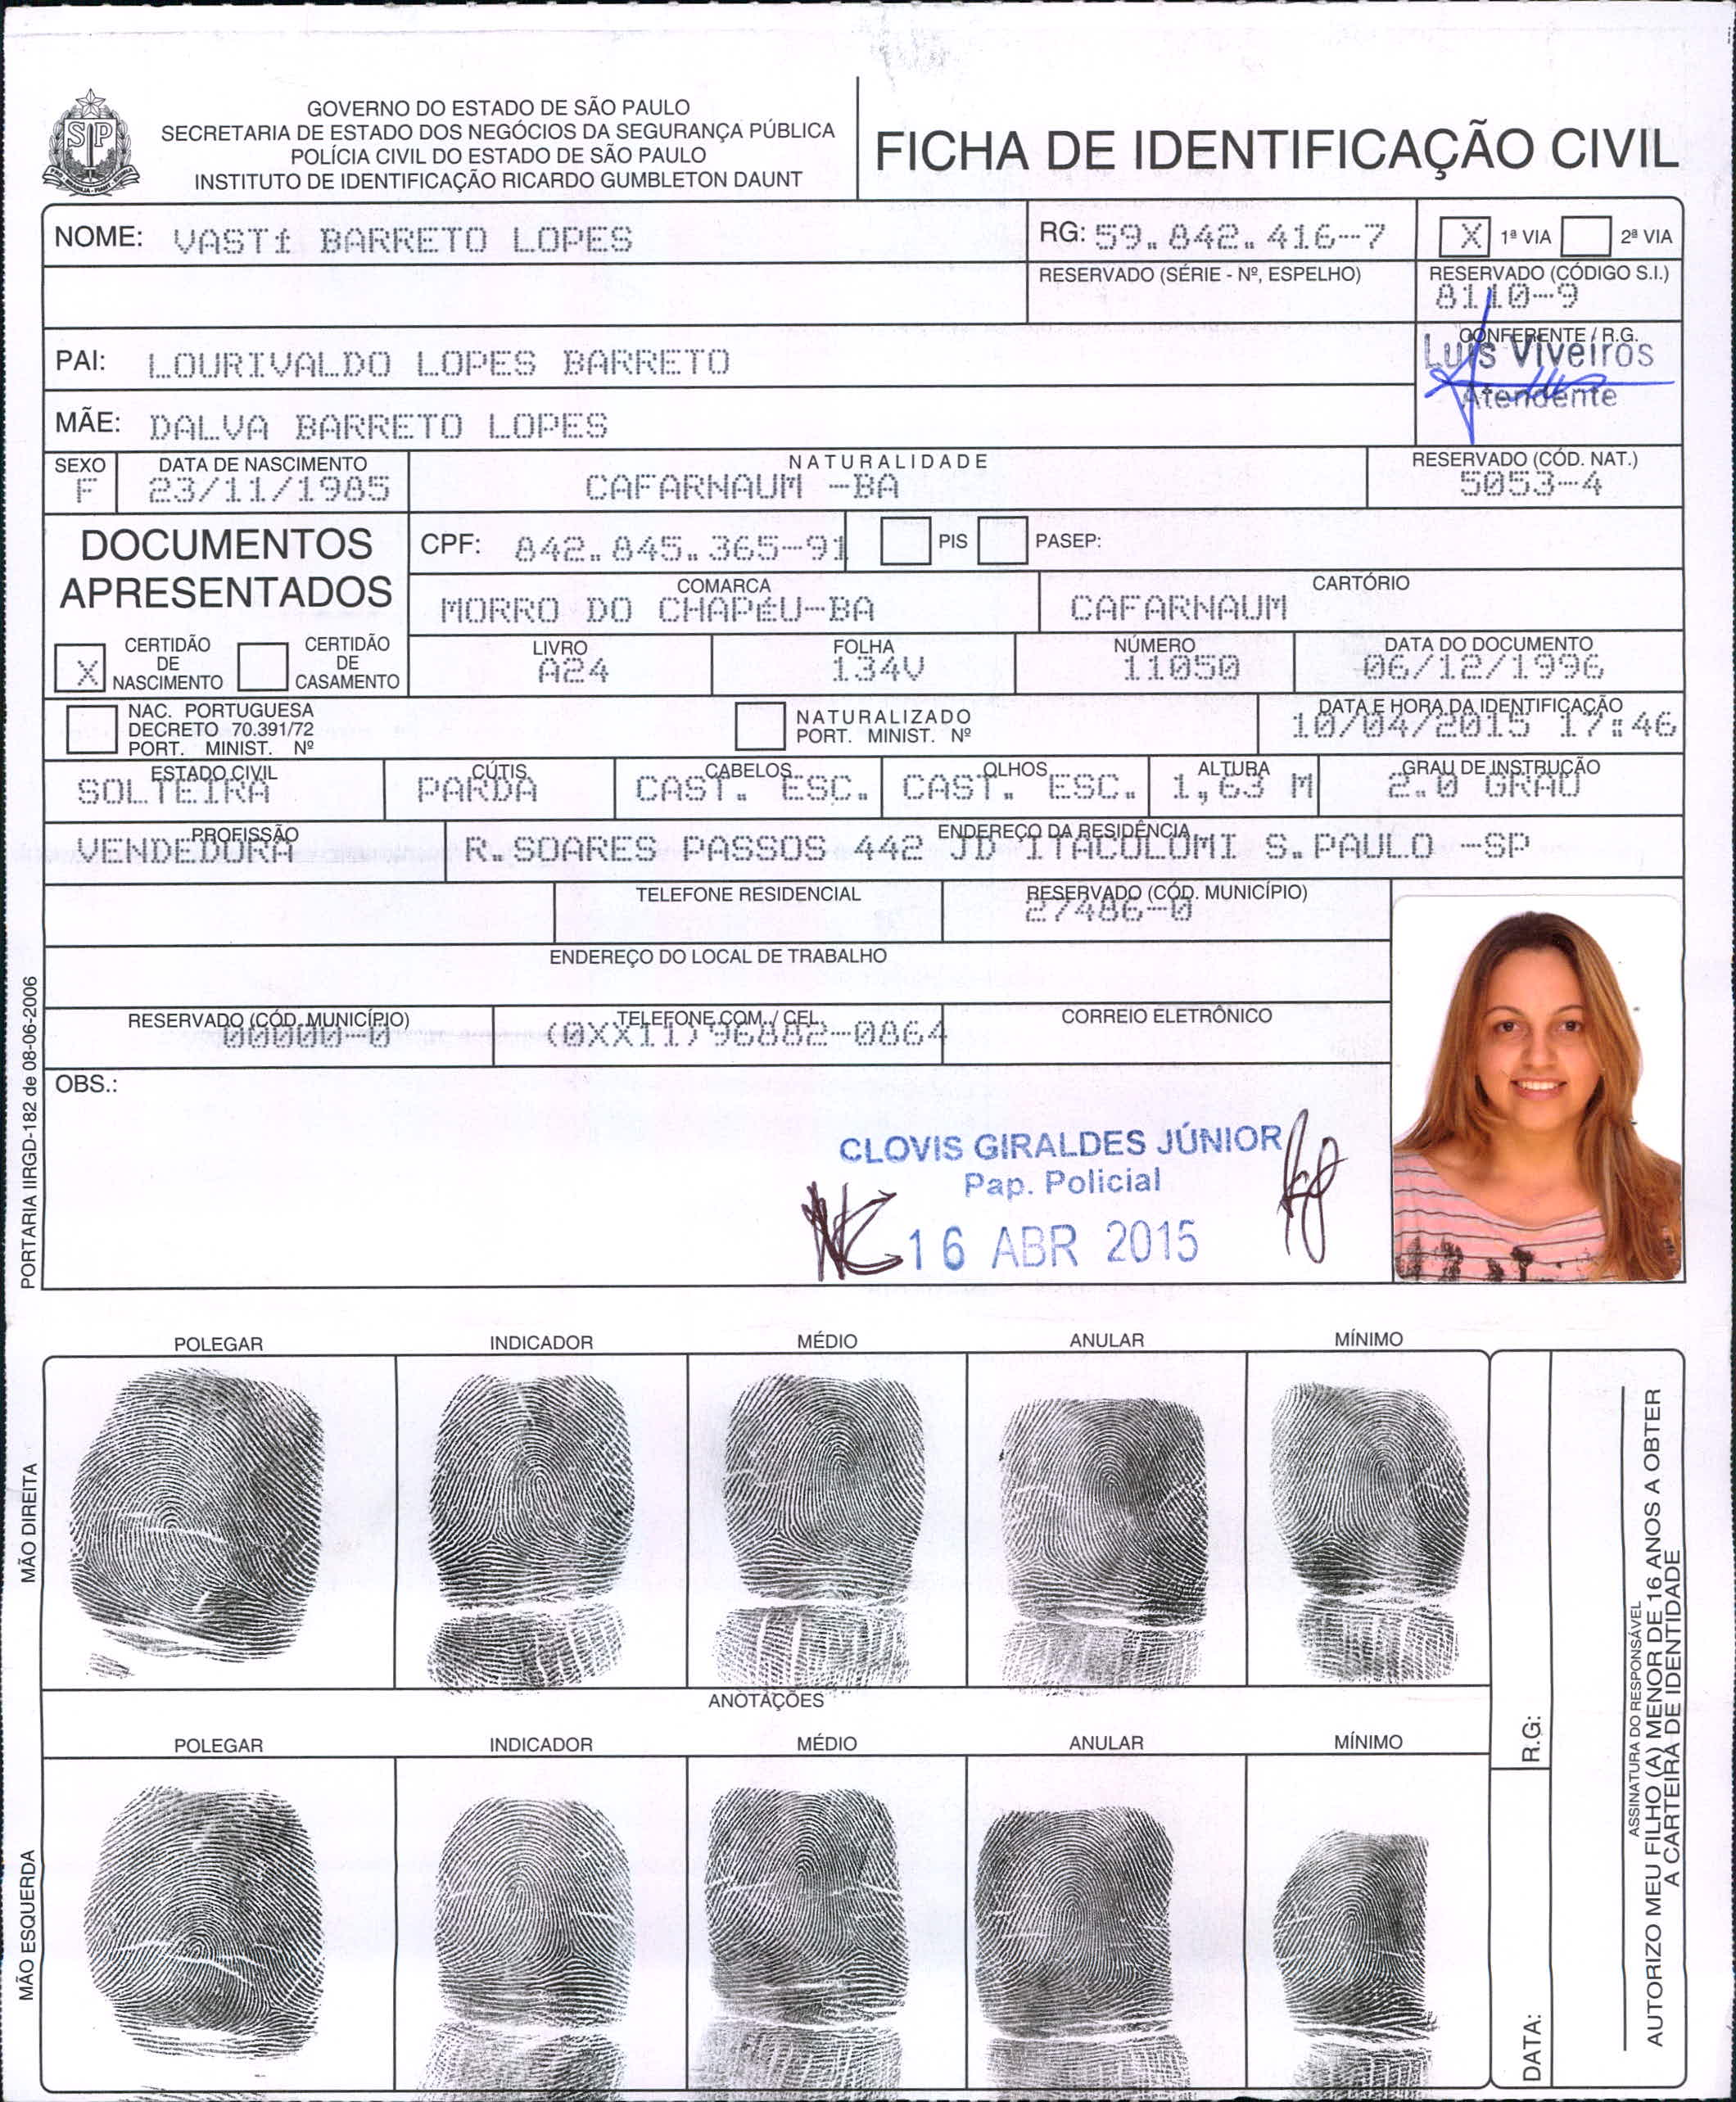 GOVERNO DO ESTADO DE SÃO PAULO
SECRETARIA DE ESTADO DOS NEGÓCIOS DA SEGURANÇA PÚBLICA
POLÍCIA CIVIL DO ESTADO DE SÃO PAULO
INSTITUTO DE IDENTIFICAÇÃO RICARDO GUMBLETON DAUNT
FICHA DE IDENTIFICAÇÃO CIVIL
NOME: VASTí BARRETO LOPES
RG: 59.842.416-7
X 1ª VIA 2ª VIA
RESERVADO (SÉRIE - Nº, ESPELHO)
RESERVADO (CÓDIGO S.I.)
8110-9
PAI: LOURIVALDO LOPES BARRETO
CONFERENTE / R.G.
Luis Viveiros
Atendente
MÃE: DALVA BARRETO LOPES
SEXO
F
DATA DE NASCIMENTO
23/11/1985
NATURALIDADE
CAFARNAUM -BA
RESERVADO (CÓD. NAT.)
5053-4
DOCUMENTOS
APRESENTADOS
CPF: 842.845.365-91
PIS
PASEP:
COMARCA
MORRO DO CHAPéU-BA
CARTÓRIO
CAFARNAUM
X CERTIDÃO DE NASCIMENTO
CERTIDÃO DE CASAMENTO
LIVRO
A24
FOLHA
134V
NÚMERO
11050
DATA DO DOCUMENTO
06/12/1996
NAC. PORTUGUESA
DECRETO 70.391/72
PORT. MINIST. Nº
NATURALIZADO
PORT. MINIST. Nº
DATA E HORA DA IDENTIFICAÇÃO
10/04/2015 17:46
ESTADO CIVIL
SOLTEIRA
CÚTIS
PARDA
CABELOS
CAST. ESC.
OLHOS
CAST. ESC.
ALTURA
1,63 M
GRAU DE INSTRUÇÃO
2.0 GRAU
PROFISSÃO
VENDEDORA
ENDEREÇO DA RESIDÊNCIA
R.SOARES PASSOS 442 JD ITACOLOMI S.PAULO -SP
TELEFONE RESIDENCIAL
RESERVADO (CÓD. MUNICÍPIO)
27486-0
ENDEREÇO DO LOCAL DE TRABALHO
RESERVADO (CÓD. MUNICÍPIO)
00000-0
TELEFONE COM. / CEL.
(0XX11)96882-0864
CORREIO ELETRÔNICO
OBS.:
CLOVIS GIRALDES JÚNIOR
Pap. Policial
16 ABR 2015
PORTARIA IIRGD-182 de 08-06-2006
POLEGAR INDICADOR MÉDIO ANULAR MÍNIMO
MÃO DIREITA
ANOTAÇÕES
POLEGAR INDICADOR MÉDIO ANULAR MÍNIMO
MÃO ESQUERDA
R.G:
DATA:
ASSINATURA DO RESPONSÁVEL
AUTORIZO MEU FILHO (A) MENOR DE 16 ANOS A OBTER
A CARTEIRA DE IDENTIDADE